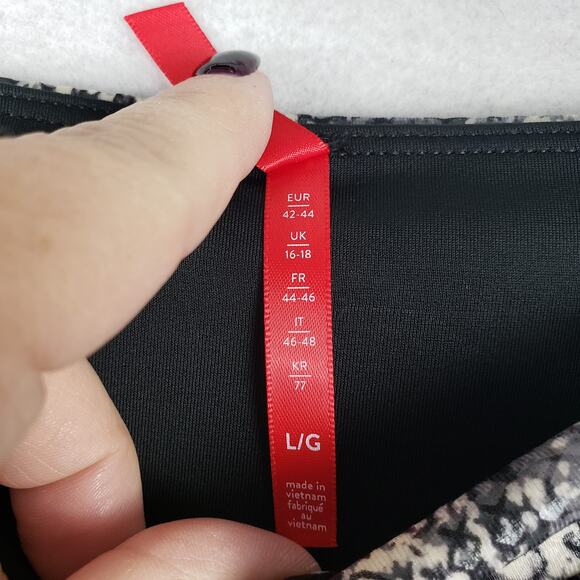 EUR
42-44
UK
16-18
FR
44-46
IT
46-48
KR
77
L/G
made in
vietnam
fabriqué
au
vietnam